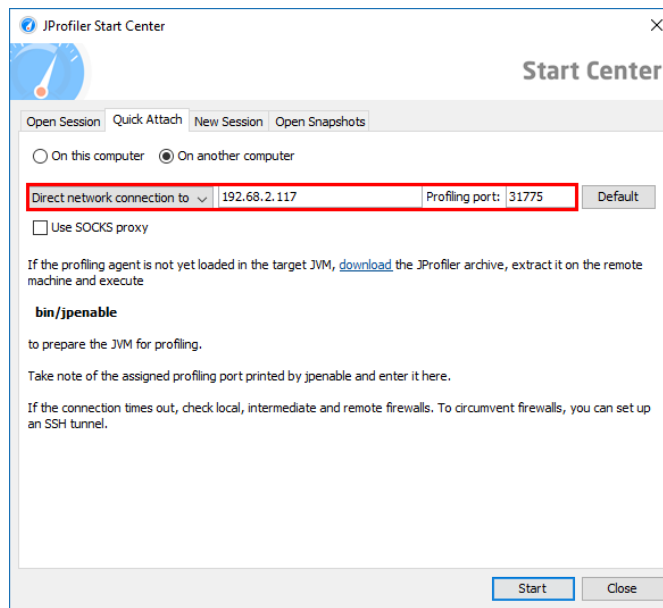 JProfiler Start Center
Start Center
Open Session Quick Attach New Session Open Snapshots
On this computer On another computer
Direct network connection to 192.68.2.117 Profiling port: 31775 Default
Use SOCKS proxy
If the profiling agent is not yet loaded in the target JVM, download the JProfiler archive, extract it on the remote
machine and execute
bin/jpenable
to prepare the JVM for profiling.
Take note of the assigned profiling port printed by jpenable and enter it here.
If the connection times out, check local, intermediate and remote firewalls. To circumvent firewalls, you can set up
an SSH tunnel.
Start Close